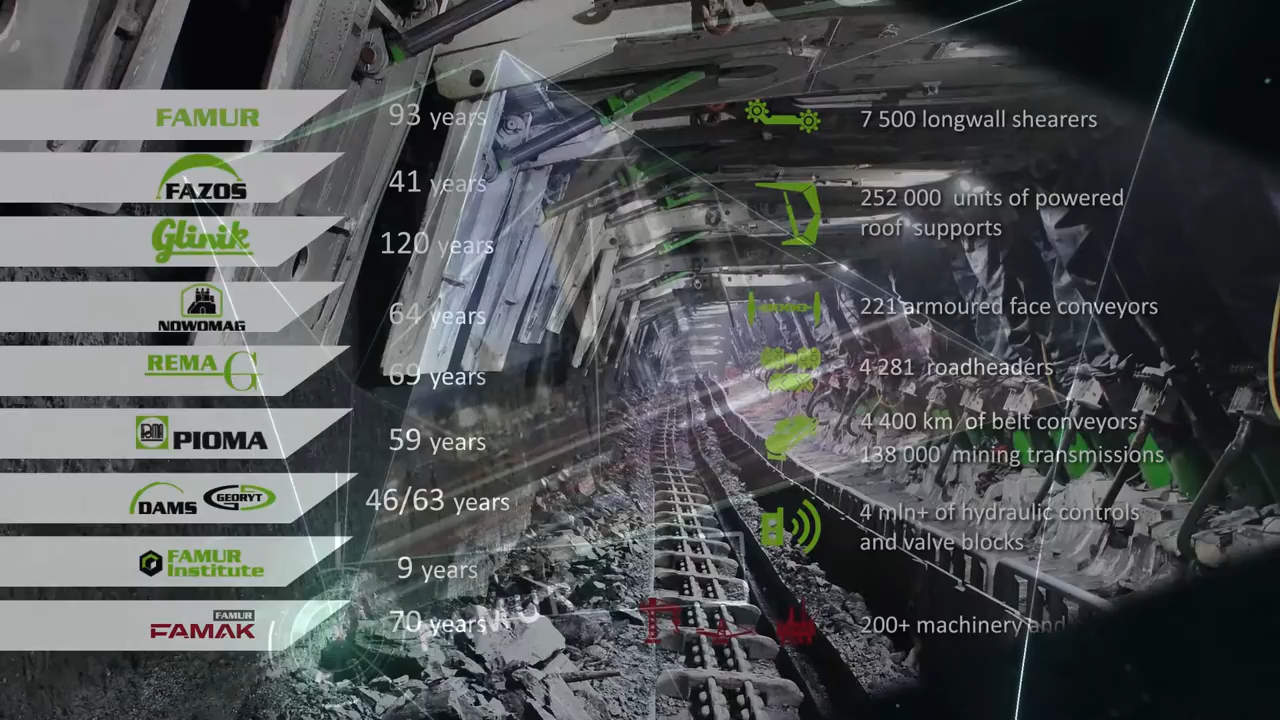 FAMUR
93 years
FAZOS
41 years
Glinik
120 years
NOWOMAG
64 years
REMAG
69 years
PIOMA
59 years
DAMS GEORYT
46/63 years
FAMUR
Institute
9 years
FAMUR
FAMAK
70 years
7 500 longwall shearers
252 000 units of powered
roof supports
221 armoured face conveyors
4 281 roadheaders
4 400 km of belt conveyors
138 000 mining transmissions
4 mln+ of hydraulic controls
and valve blocks
200+ machinery and